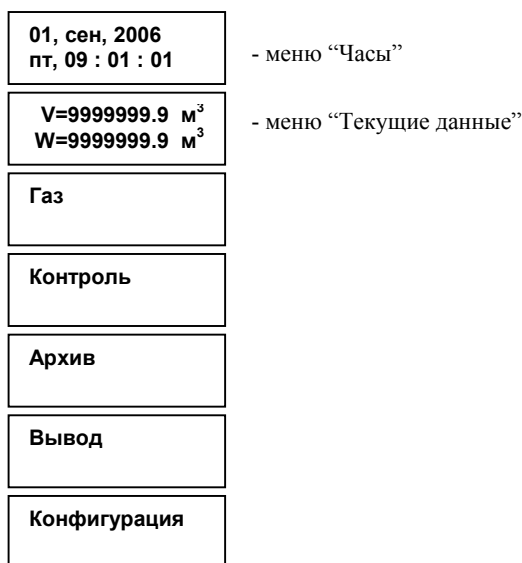 01, сен, 2006
пт, 09 : 01 : 01
- меню “Часы”
V=9999999.9 м³
W=9999999.9 м³
- меню “Текущие данные”
Газ
Контроль
Архив
Вывод
Конфигурация